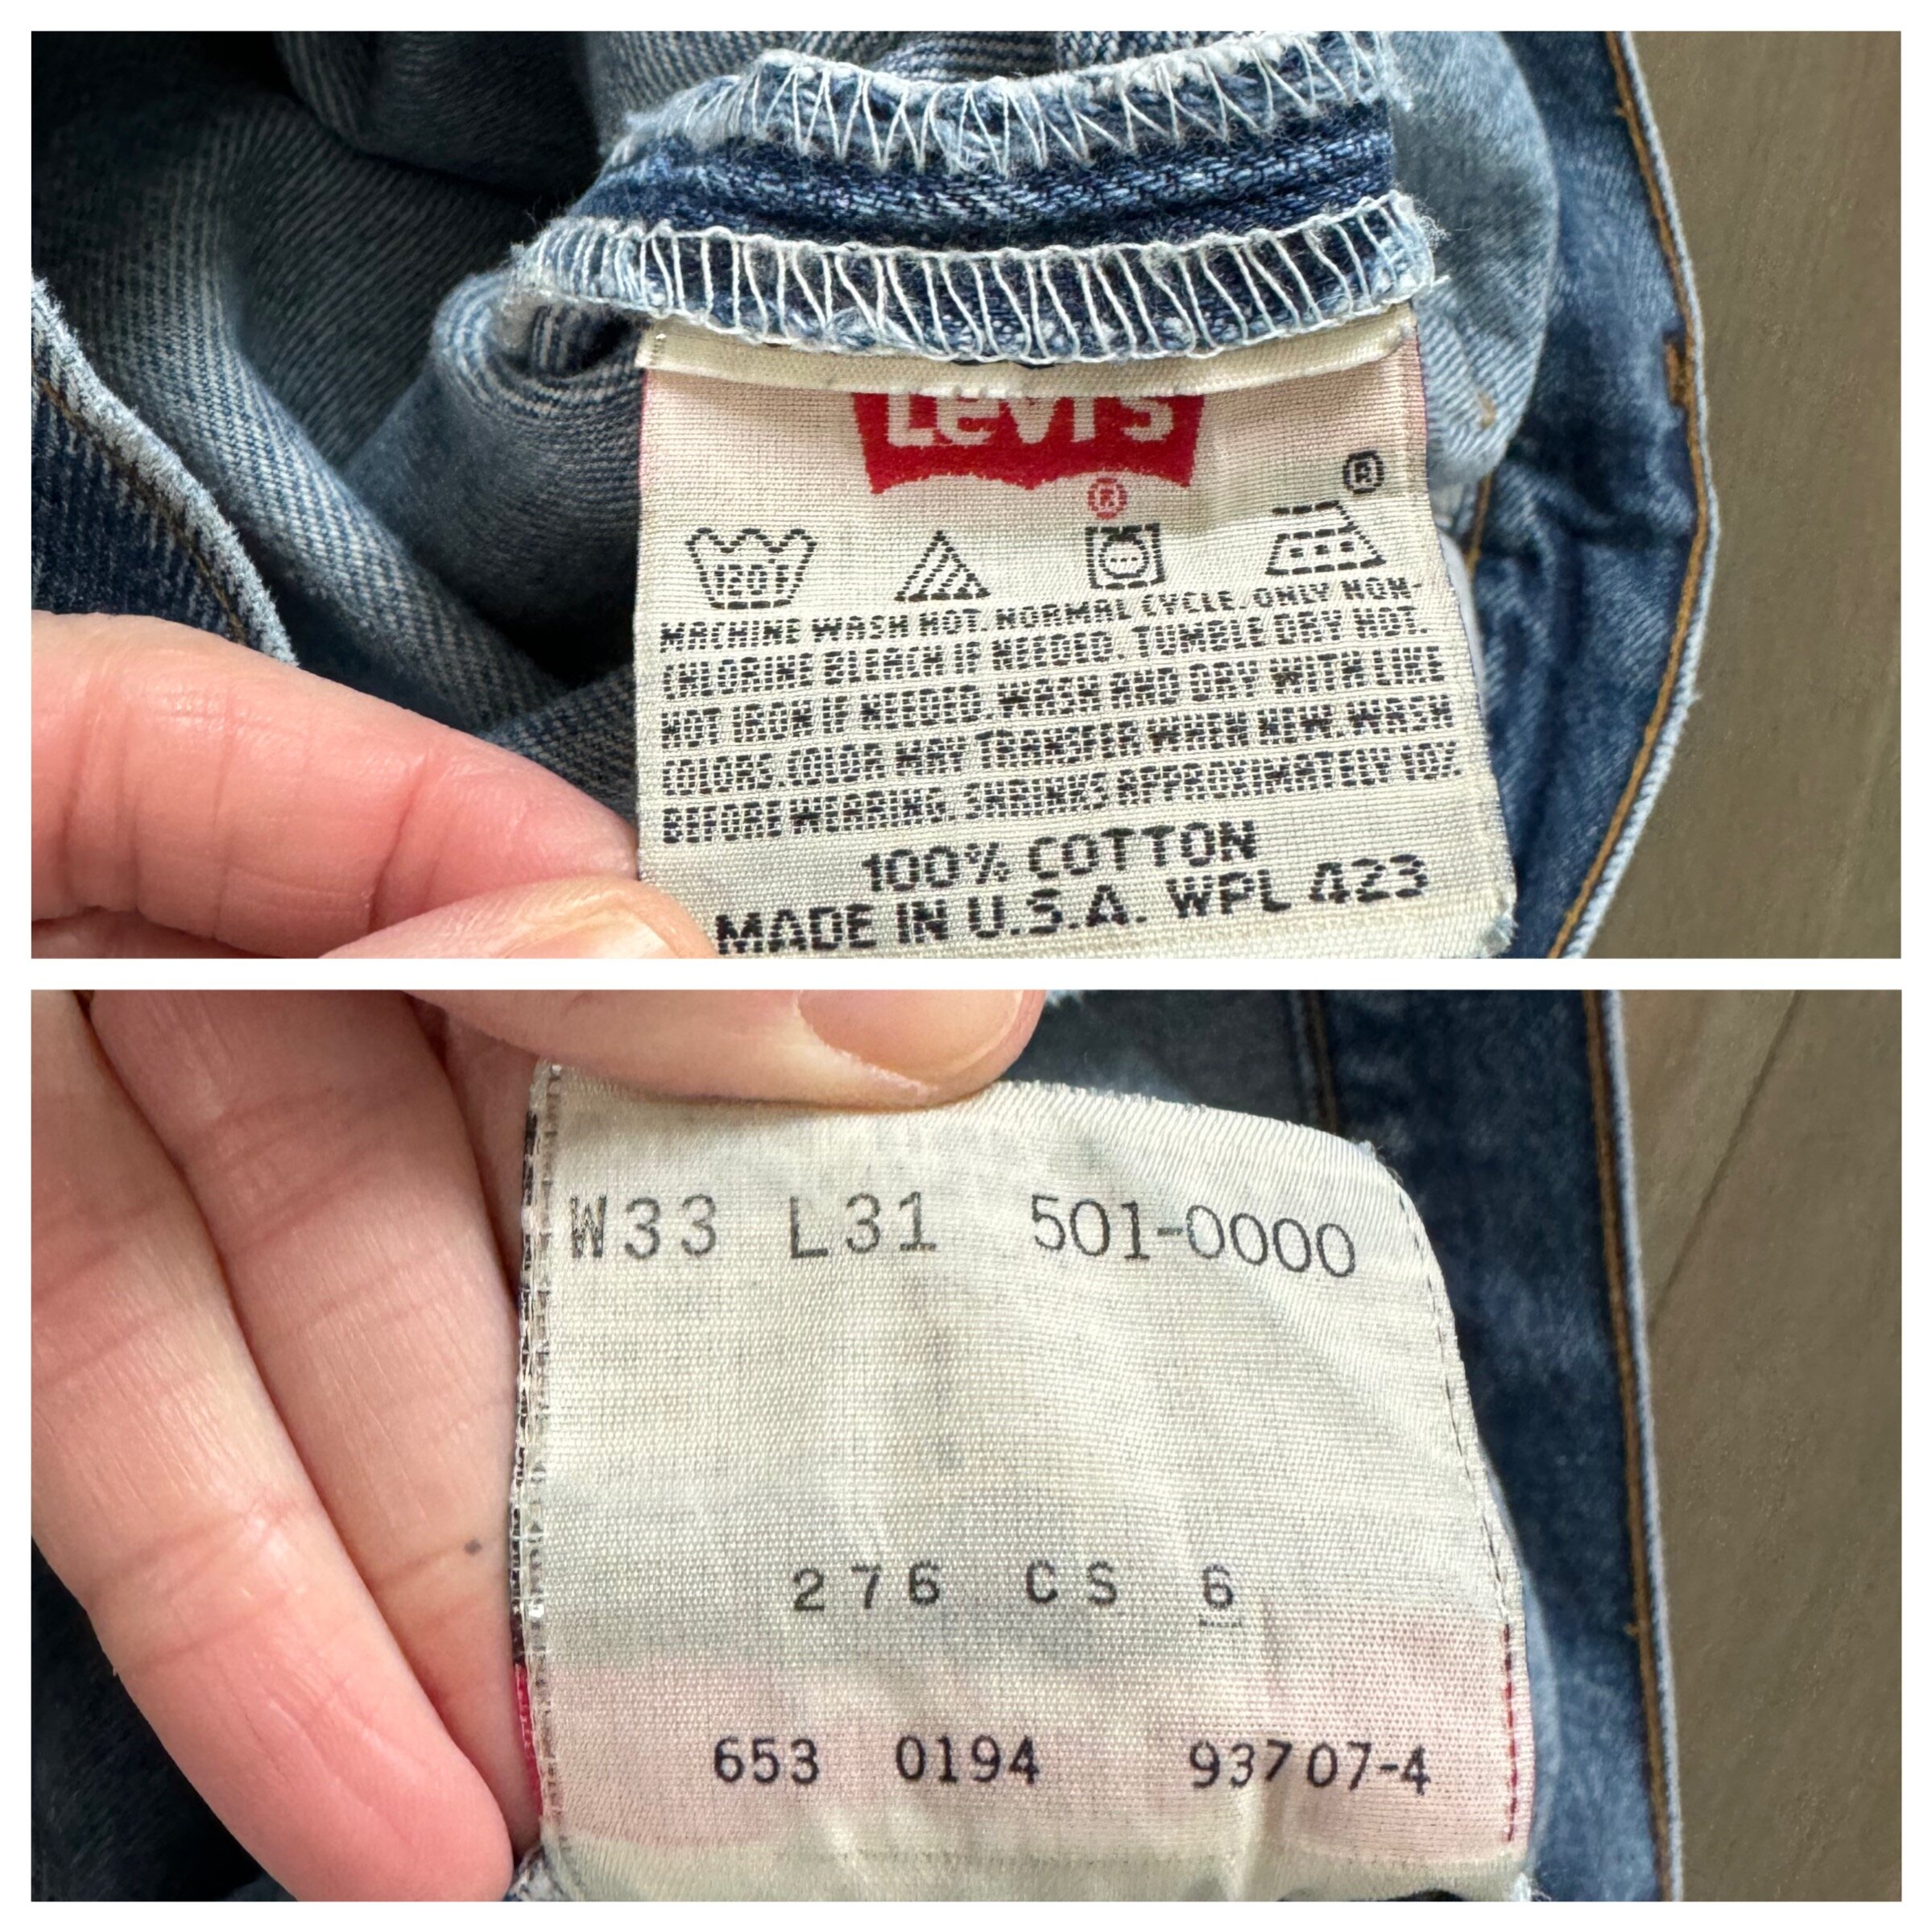 Levi's
®
®
120°F
MACHINE WASH HOT. NORMAL CYCLE. ONLY NON-
CHLORINE BLEACH IF NEEDED. TUMBLE DRY HOT.
HOT IRON IF NEEDED. WASH AND DRY WITH LIKE
COLORS. COLOR MAY TRANSFER WHEN NEW. WASH
BEFORE WEARING. SHRINKS APPROXIMATELY 10%.
100% COTTON
MADE IN U.S.A. WPL 423
W33 L31 501-0000
276 CS 6
653 0194 93707-4